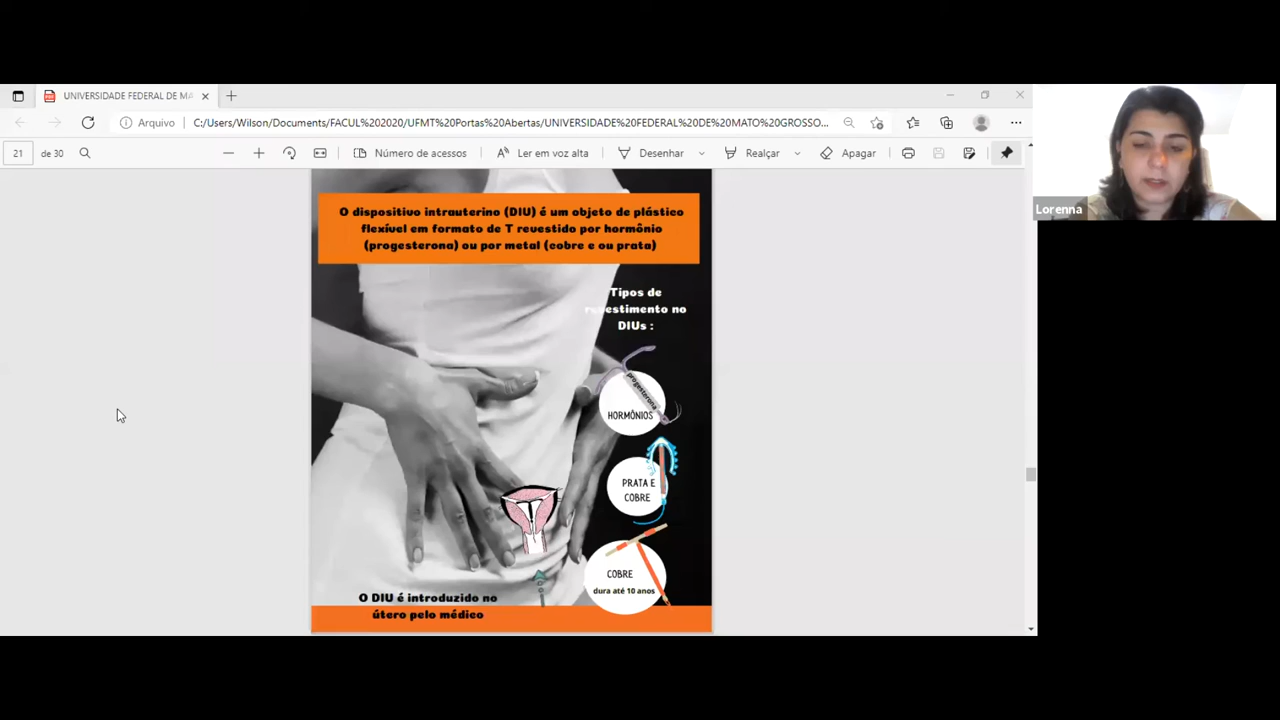 UNIVERSIDADE FEDERAL DE MA
Arquivo
C:/Users/Wilson/Documents/FACUL%202020/UFMT%20Portas%20Abertas/UNIVERSIDADE%20FEDERAL%20DE%20MATO%20GROSSO...
21 de 30
Número de acessos
Ler em voz alta
Desenhar
Realçar
Apagar
Lorenna
O dispositivo intrauterino (DIU) é um objeto de plástico
flexível em formato de T revestido por hormônio
(progesterona) ou por metal (cobre e ou prata)
Tipos de
revestimento no
DIUs :
progesterona
HORMÔNIOS
PRATA E
COBRE
COBRE
dura até 10 anos
O DIU é introduzido no
útero pelo médico